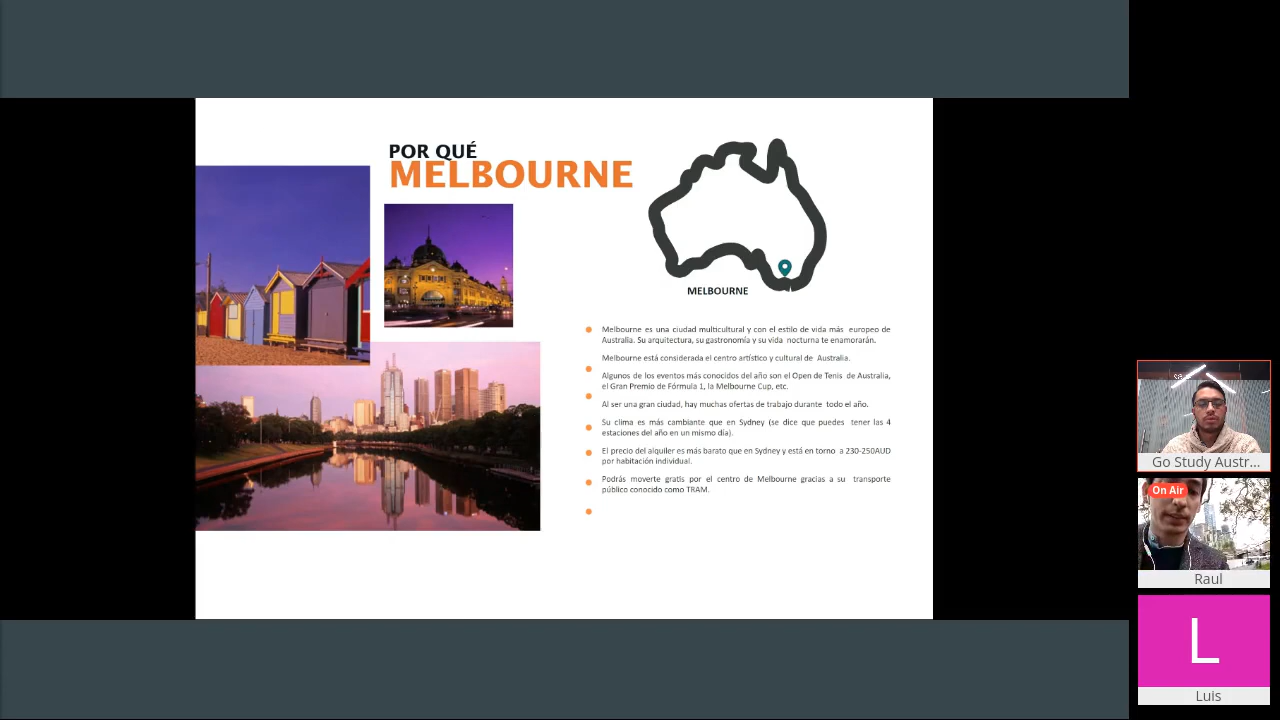 POR QUÉ
MELBOURNE
MELBOURNE
Melbourne es una ciudad multicultural y con el estilo de vida más europeo de
Australia. Su arquitectura, su gastronomía y su vida nocturna te enamorarán.
Melbourne está considerada el centro artístico y cultural de Australia.
Algunos de los eventos más conocidos del año son el Open de Tenis de Australia,
el Gran Premio de Fórmula 1, la Melbourne Cup, etc.
Al ser una gran ciudad, hay muchas ofertas de trabajo durante todo el año.
Su clima es más cambiante que en Sydney (se dice que puedes tener las 4
estaciones del año en un mismo día).
El precio del alquiler es más barato que en Sydney y está en torno a 230-250AUD
por habitación individual.
Podrás moverte gratis por el centro de Melbourne gracias a su transporte
público conocido como TRAM.
Go Study Austr...
On Air
Raul
L
Luis